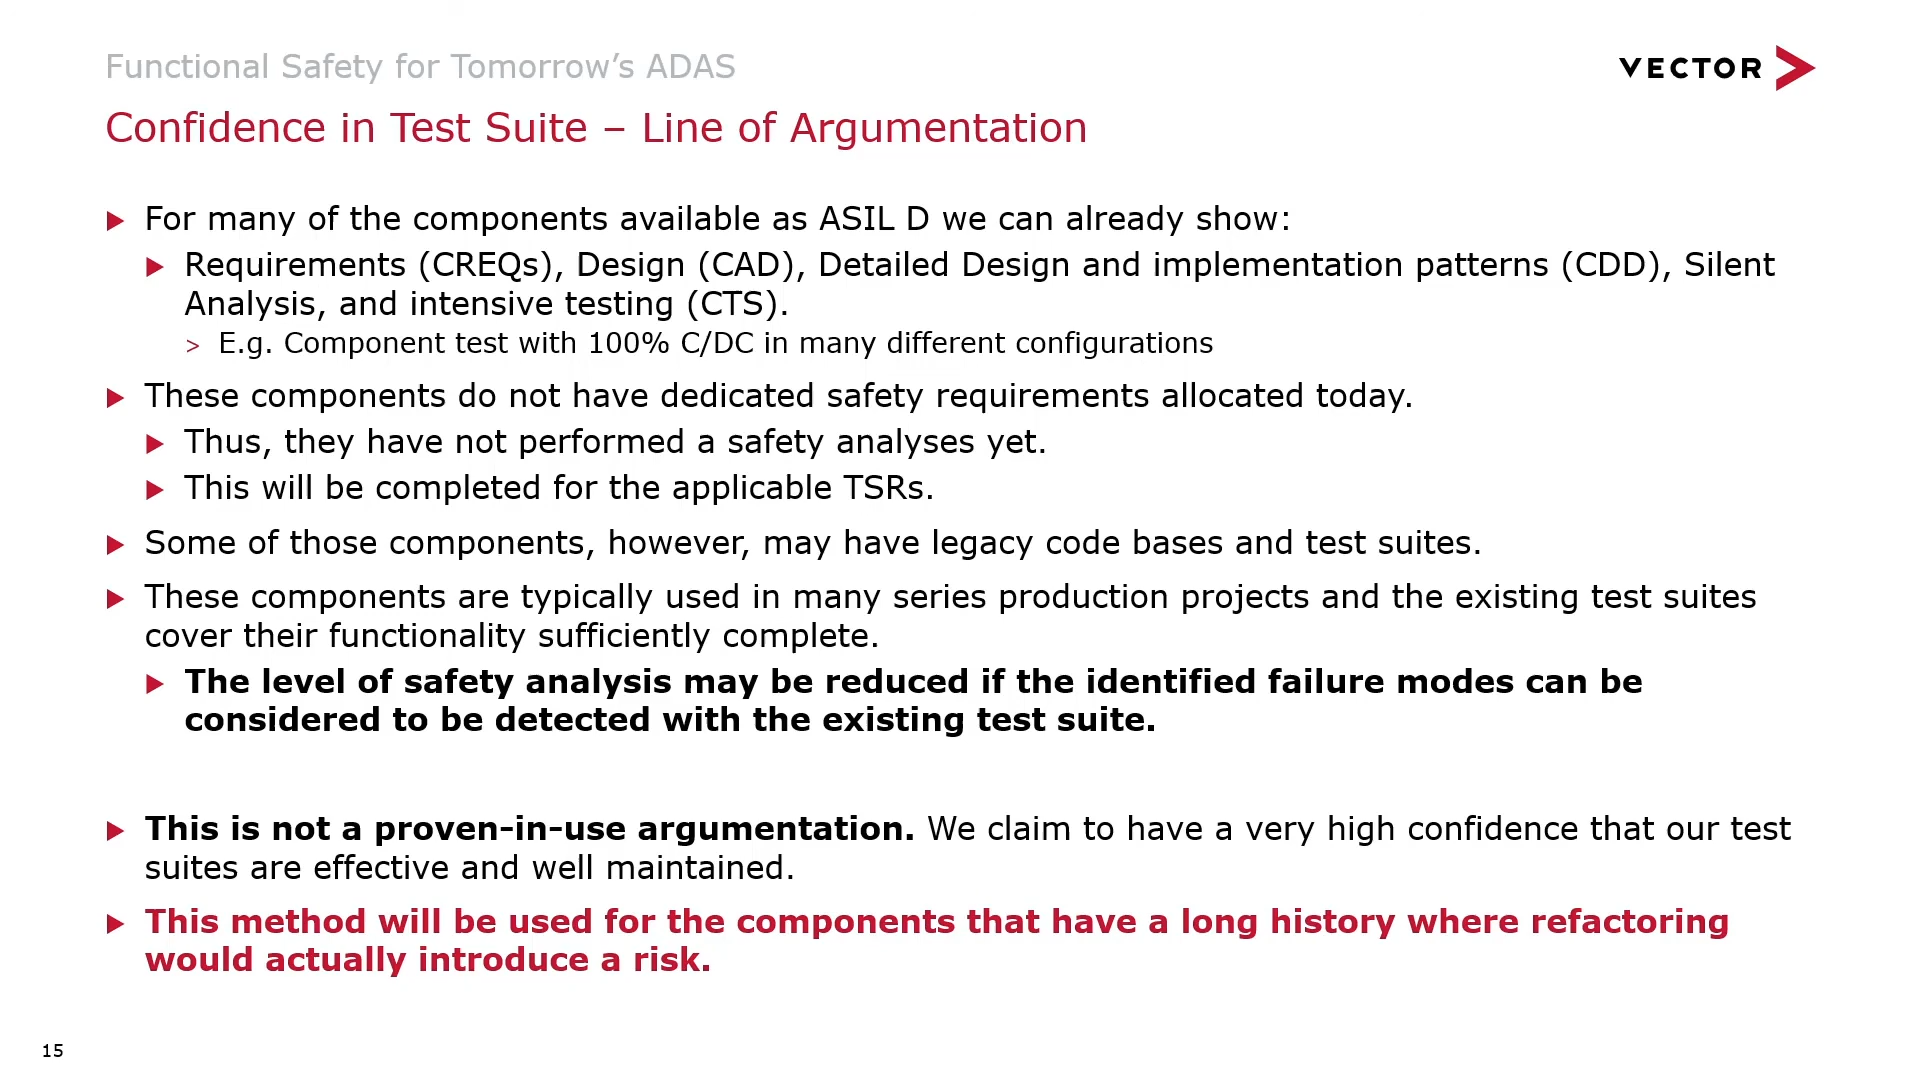 Functional Safety for Tomorrow’s ADAS
VECTOR
Confidence in Test Suite – Line of Argumentation
For many of the components available as ASIL D we can already show:
Requirements (CREQs), Design (CAD), Detailed Design and implementation patterns (CDD), Silent
Analysis, and intensive testing (CTS).
> E.g. Component test with 100% C/DC in many different configurations
These components do not have dedicated safety requirements allocated today.
Thus, they have not performed a safety analyses yet.
This will be completed for the applicable TSRs.
Some of those components, however, may have legacy code bases and test suites.
These components are typically used in many series production projects and the existing test suites
cover their functionality sufficiently complete.
The level of safety analysis may be reduced if the identified failure modes can be
considered to be detected with the existing test suite.
This is not a proven-in-use argumentation. We claim to have a very high confidence that our test
suites are effective and well maintained.
This method will be used for the components that have a long history where refactoring
would actually introduce a risk.
15